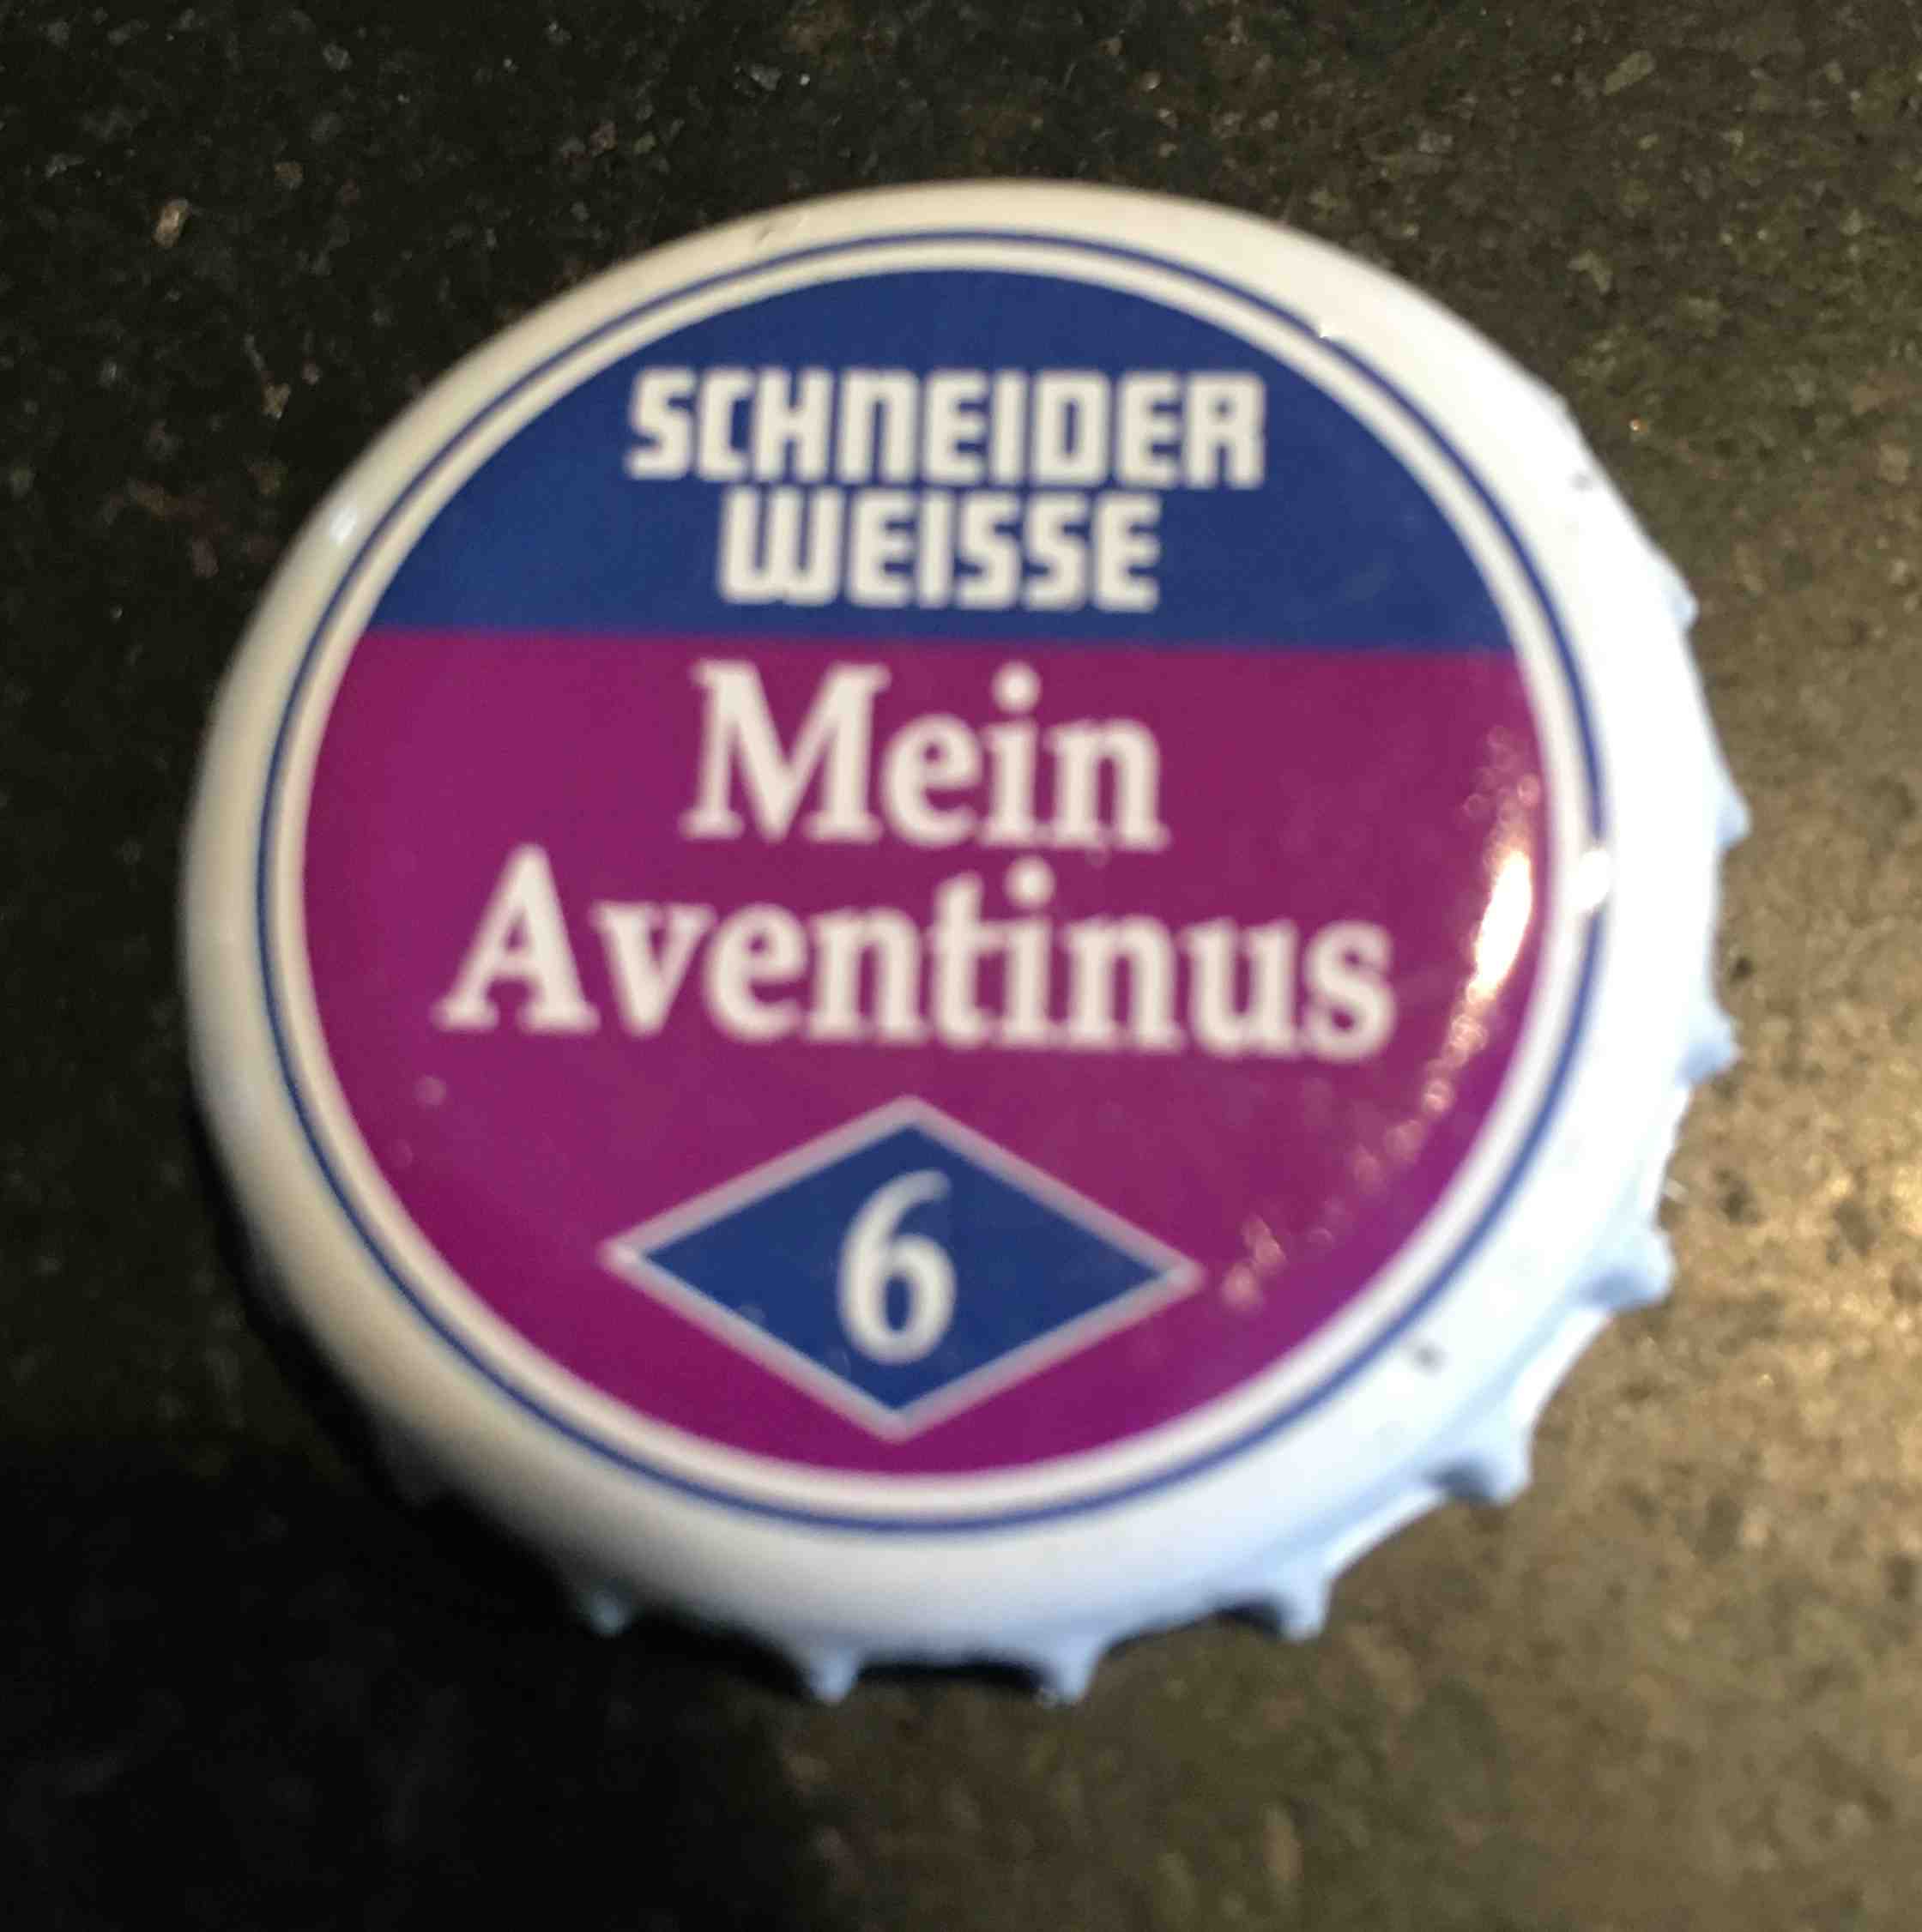 SCHNEIDER
WEISSE
Mein
Aventinus
6